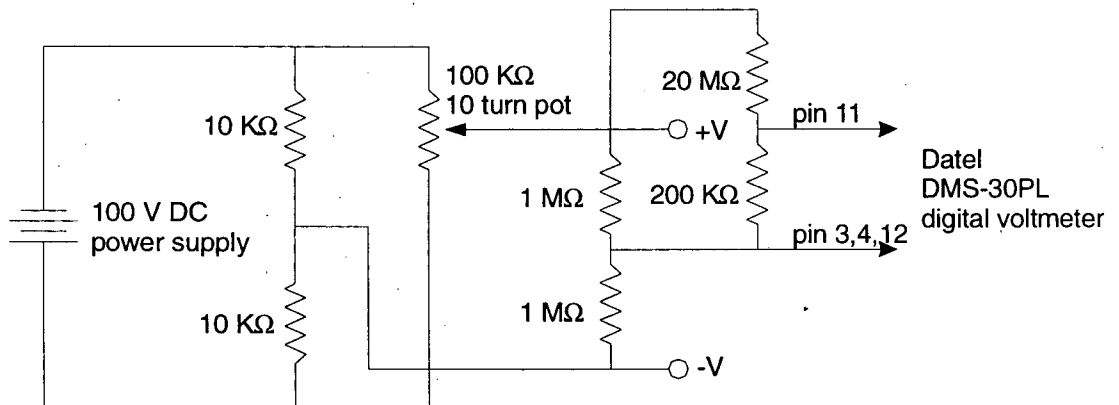 100 V DC
power supply
10 KΩ
10 KΩ
100 KΩ
10 turn pot
20 MΩ
+V
1 MΩ
200 KΩ
1 MΩ
-V
pin 11
pin 3,4,12
Datel
DMS-30PL
digital voltmeter